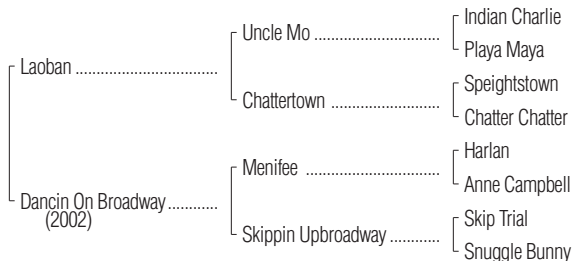 Indian Charlie
Uncle Mo ..............................
Playa Maya
Laoban ..................................
Speightstown
Chattertown ..........................
Chatter Chatter
Harlan
Menifee ................................
Anne Campbell
Dancin On Broadway ............
(2002)
Skip Trial
Skippin Upbroadway ............
Snuggle Bunny